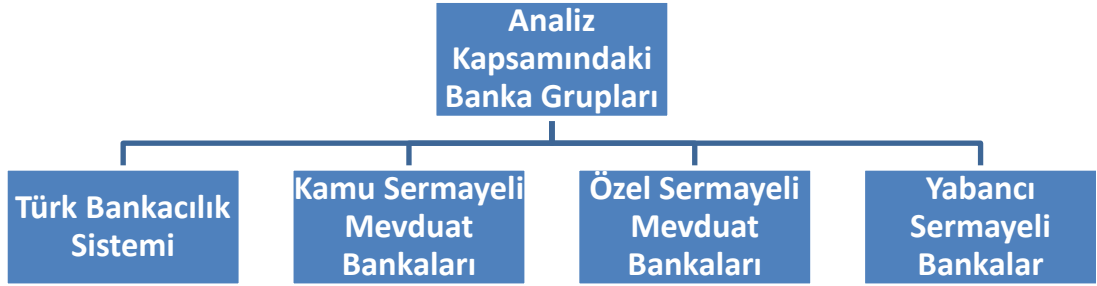 Analiz
Kapsamındaki
Banka Grupları
Türk Bankacılık
Sistemi
Kamu Sermayeli
Mevduat
Bankaları
Özel Sermayeli
Mevduat
Bankaları
Yabancı
Sermayeli
Bankalar